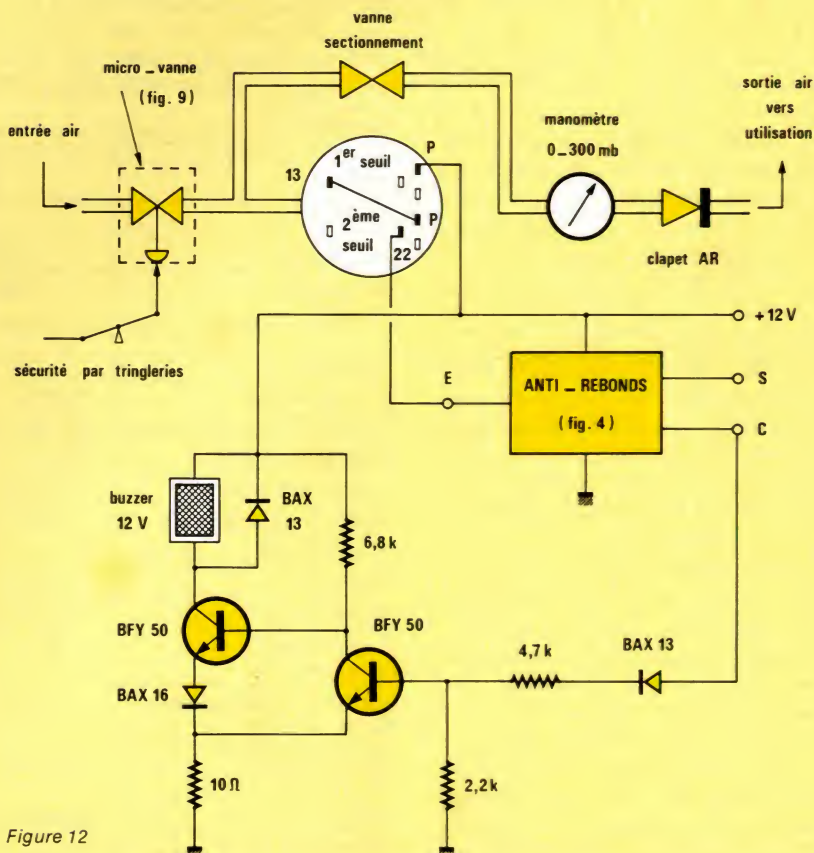 vanne
sectionnement
micro_vanne
(fig. 9)
entrée air
sortie air
vers
utilisation
manomètre
0_300 mb
13
1er seuil
P
2ème
seuil
P
22
clapet AR
sécurité par tringleries
+ 12 V
E
ANTI _ REBONDS
(fig. 4)
S
C
buzzer
12 V
BAX
13
6,8 k
BFY 50
BFY 50
4,7 k
BAX 13
BAX 16
10 Ω
2,2 k
Figure 12